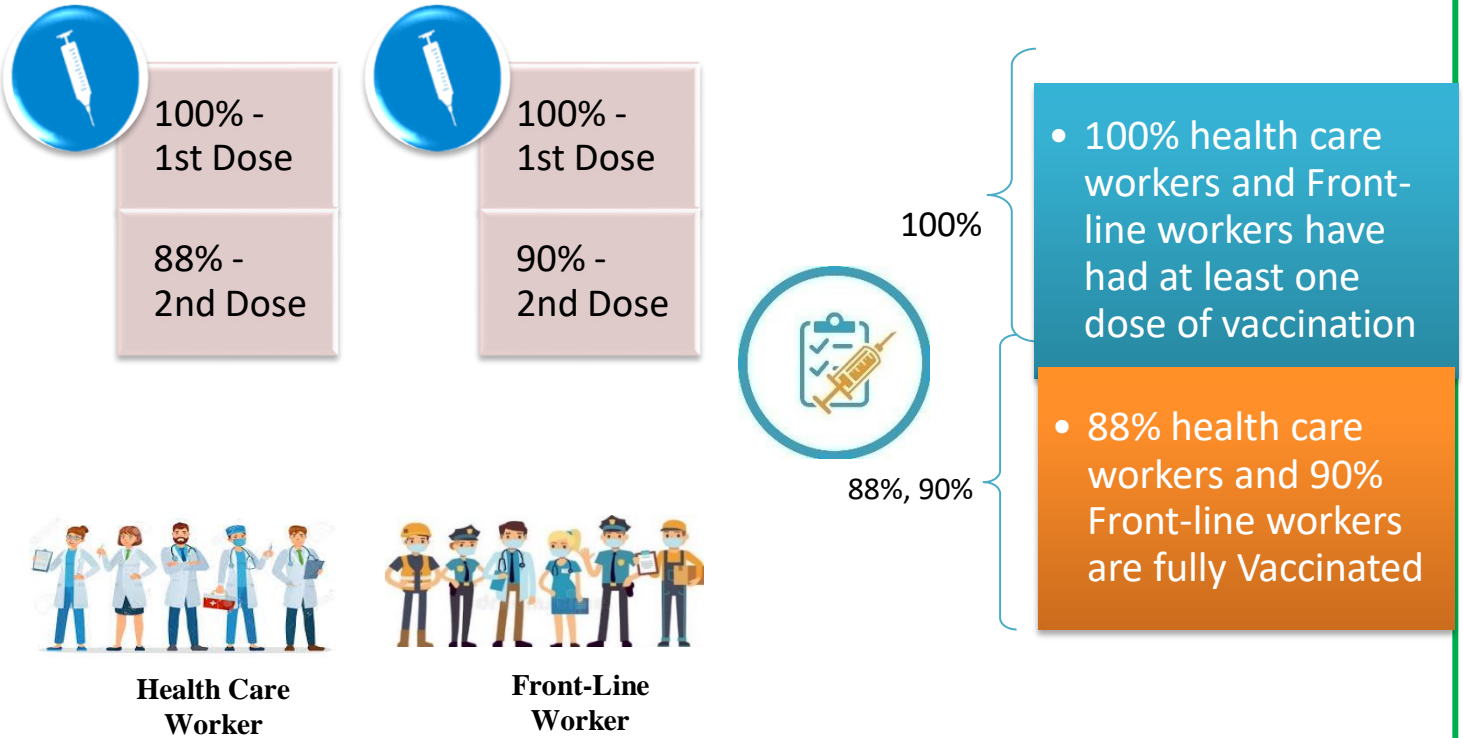 100% -
1st Dose
88% -
2nd Dose
Health Care
Worker
100% -
1st Dose
90% -
2nd Dose
Front-Line
Worker
100%
88%, 90%
• 100% health care
workers and Front-
line workers have
had at least one
dose of vaccination
• 88% health care
workers and 90%
Front-line workers
are fully Vaccinated